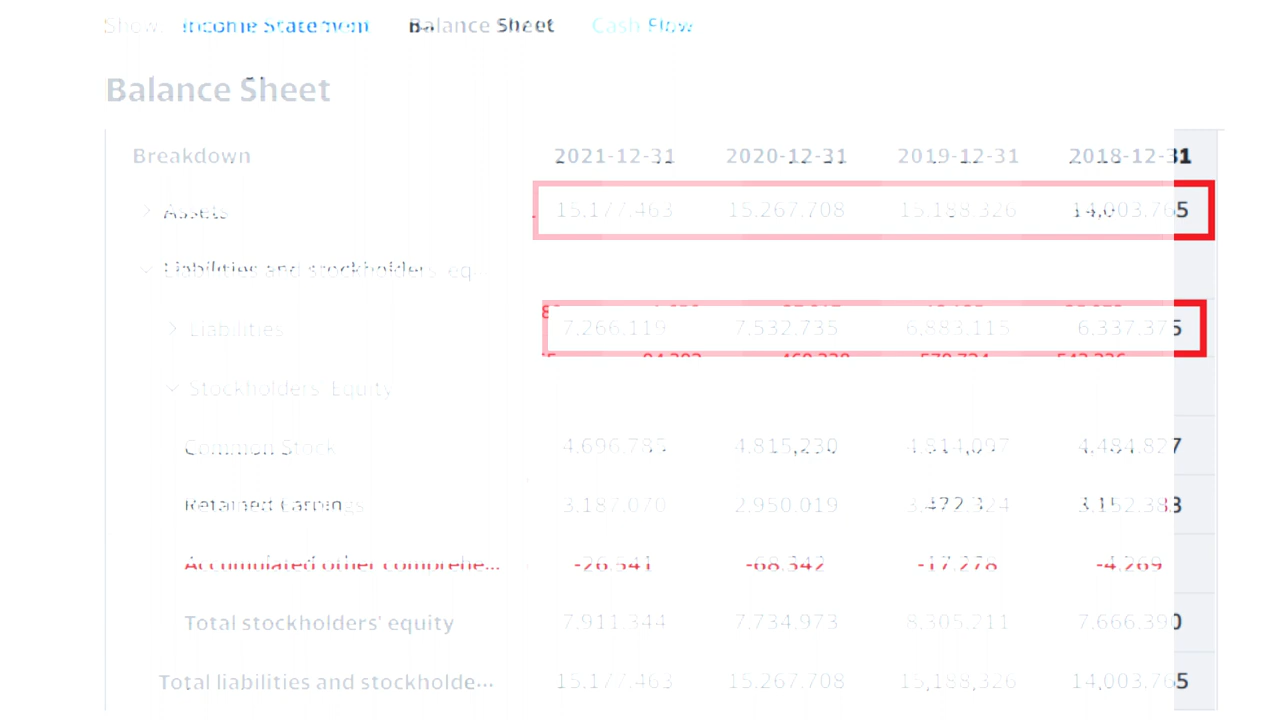 Show: Income Statement Balance Sheet Cash Flow
Balance Sheet
Breakdown 2021-12-31 2020-12-31 2019-12-31 2018-12-31
Assets 15,177,463 15,267,708 15,188,326 14,003,765
Liabilities and stockholders' equ
Liabilities 7,266,119 7,532,735 6,883,115 6,337,375
Stockholders' Equity
Common Stock 4,696,785 4,815,230 4,814,097 4,484,827
Retained Earnings 3,187,070 2,950,019 3,152,383
Accumulated other comprehe... -26,541 -68,342 -17,278 -4,269
Total stockholders' equity 7,911,344 7,734,973 8,305,211 7,666,390
Total liabilities and stockholde... 15,177,463 15,267,708 15,188,326 14,003,765